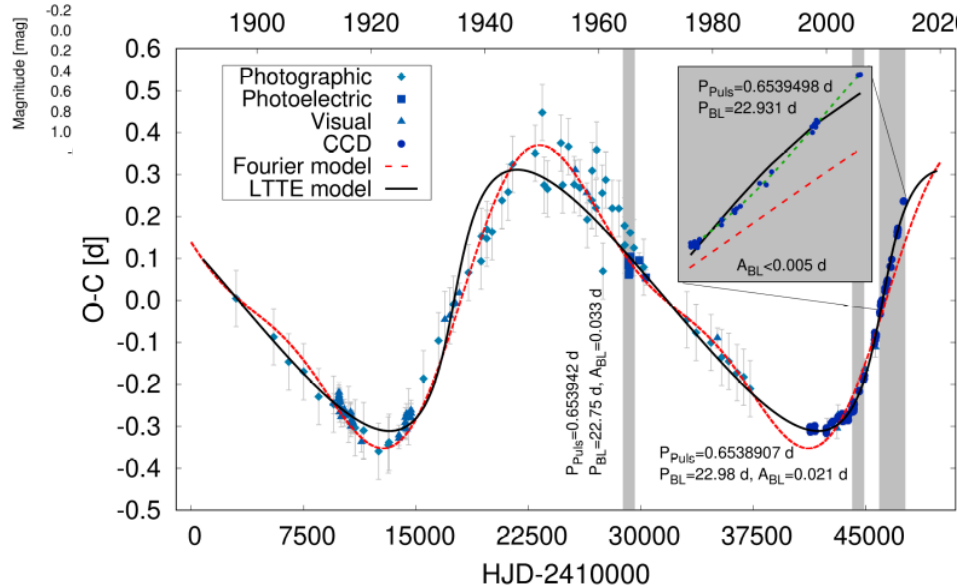 -0.2
0.0
0.2
0.4
0.6
0.8
1.0
Magnitude [mag]
1900 1920 1940 1960 1980 2000 202
0.6
0.5
0.4
0.3
0.2
0.1
0.0
-0.1
-0.2
-0.3
-0.4
-0.5
O-C [d]
Photographic
Photoelectric
Visual
CCD
Fourier model
LTTE model
P_Puls=0.6539498 d
P_BL=22.931 d
A_BL<0.005 d
P_Puls=0.653942 d
P_BL=22.75 d, A_BL=0.033 d
P_Puls=0.6538907 d
P_BL=22.98 d, A_BL=0.021 d
0 7500 15000 22500 30000 37500 45000
HJD-2410000